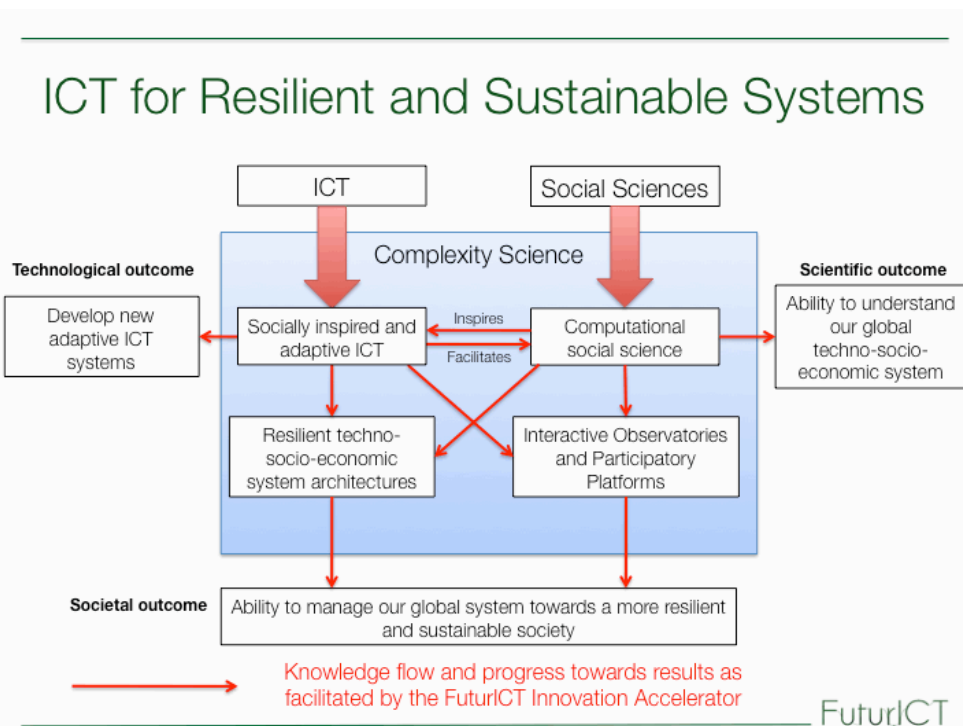 ICT for Resilient and Sustainable Systems
ICT
Social Sciences
Complexity Science
Technological outcome
Develop new
adaptive ICT
systems
Socially inspired and
adaptive ICT
Inspires
Facilitates
Computational
social science
Scientific outcome
Ability to understand
our global
techno-socio-
economic system
Resilient techno-
socio-economic
system architectures
Interactive Observatories
and Participatory
Platforms
Societal outcome
Ability to manage our global system towards a more resilient
and sustainable society
Knowledge flow and progress towards results as
facilitated by the FuturICT Innovation Accelerator
FuturICT